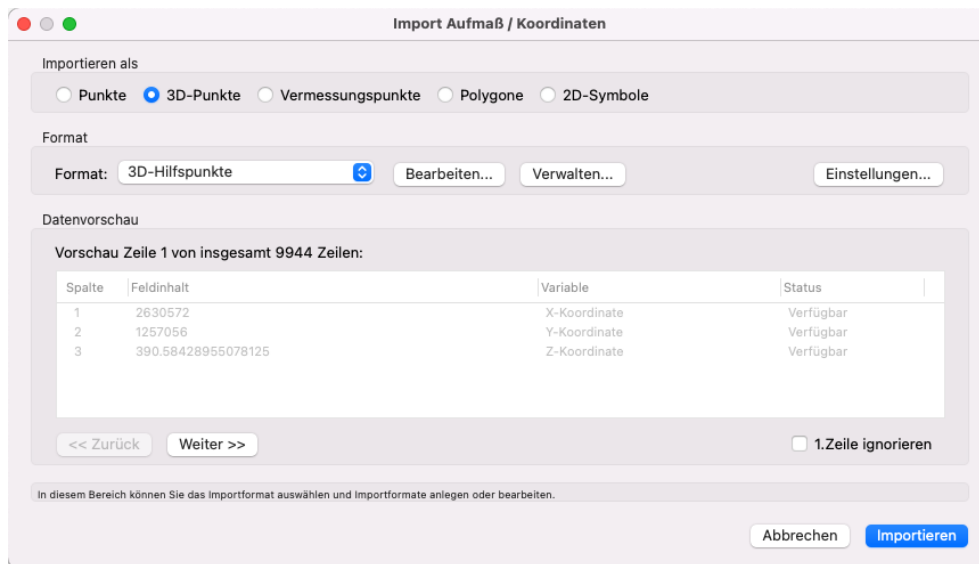 Import Aufmaß / Koordinaten
Importieren als
Punkte 3D-Punkte Vermessungspunkte Polygone 2D-Symbole
Format
Format: 3D-Hilfspunkte Bearbeiten... Verwalten... Einstellungen...
Datenvorschau
Vorschau Zeile 1 von insgesamt 9944 Zeilen:
Spalte Feldinhalt Variable Status
1 2630572 X-Koordinate Verfügbar
2 1257056 Y-Koordinate Verfügbar
3 390.58428955078125 Z-Koordinate Verfügbar
<< Zurück Weiter >> 1.Zeile ignorieren
In diesem Bereich können Sie das Importformat auswählen und Importformate anlegen oder bearbeiten.
Abbrechen Importieren